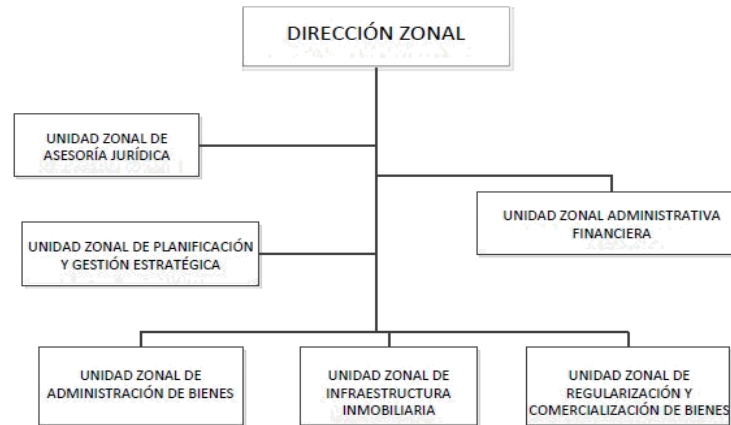 DIRECCIÓN ZONAL
UNIDAD ZONAL DE
ASESORÍA JURÍDICA
UNIDAD ZONAL ADMINISTRATIVA
FINANCIERA
UNIDAD ZONAL DE PLANIFICACIÓN
Y GESTIÓN ESTRATÉGICA
UNIDAD ZONAL DE
ADMINISTRACIÓN DE BIENES
UNIDAD ZONAL DE
INFRAESTRUCTURA
INMOBILIARIA
UNIDAD ZONAL DE
REGULARIZACIÓN Y
COMERCIALIZACIÓN DE BIENES